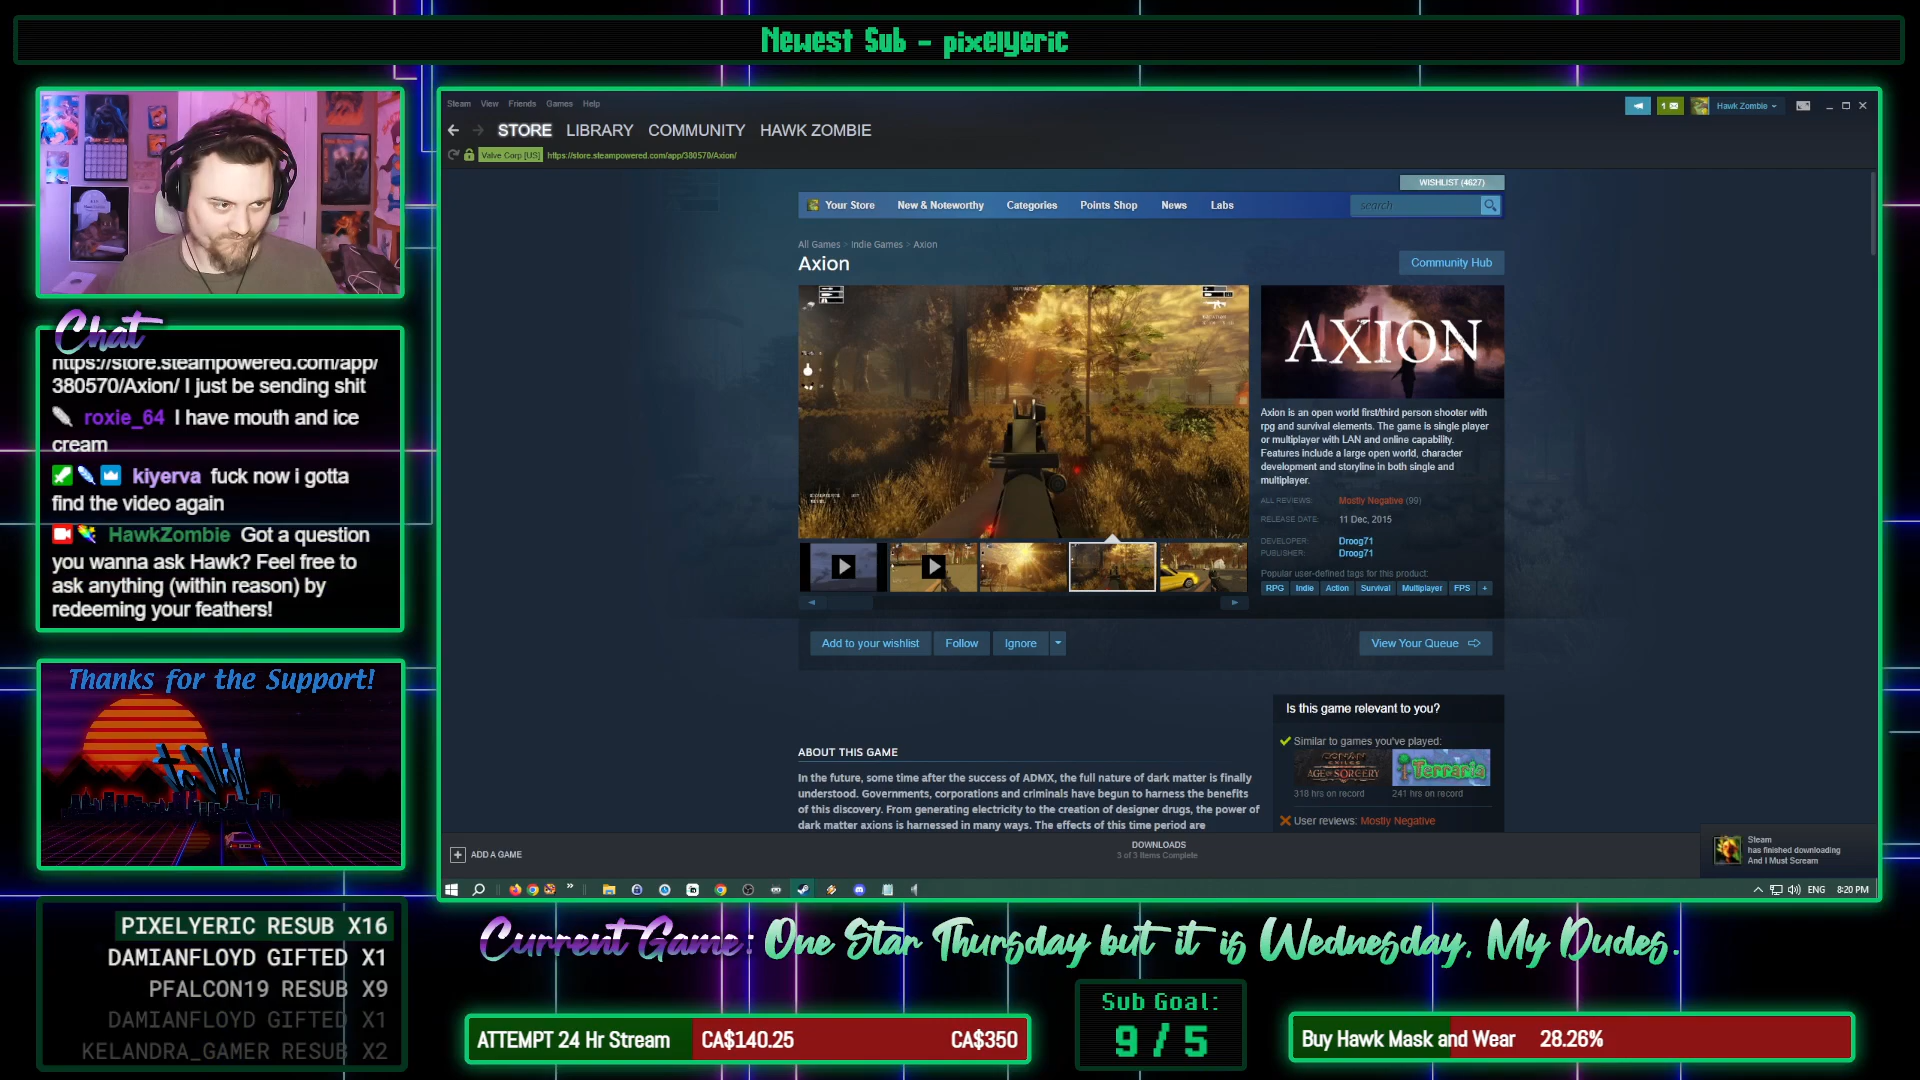 Newest Sub - pixelyeric
Steam View Friends Games Help
Hawk Zombie
STORE LIBRARY COMMUNITY HAWK ZOMBIE
Valve Corp [US] https://store.steampowered.com/app/380570/Axion/
WISHLIST (4627)
Your Store New & Noteworthy Categories Points Shop News Labs search
All Games > Indie Games > Axion
Axion
Community Hub
AXION
Axion is an open world first/third person shooter with
rpg and survival elements. The game is single player
or multiplayer with LAN and online capability.
Features include a large open world, character
development and storyline in both single and
multiplayer.
ALL REVIEWS: Mostly Negative (99)
RELEASE DATE: 11 Dec, 2015
DEVELOPER: Droog71
PUBLISHER: Droog71
Popular user-defined tags for this product:
RPG Indie Action Survival Multiplayer FPS +
Add to your wishlist Follow Ignore
View Your Queue
ABOUT THIS GAME
In the future, some time after the success of ADMX, the full nature of dark matter is finally
understood. Governments, corporations and criminals have begun to harness the benefits
of this discovery. From generating electricity to the creation of designer drugs, the power of
dark matter axions is harnessed in many ways. The effects of this time period are
Is this game relevant to you?
Similar to games you've played:
CONAN EXILES
AGE OF SORCERY
Terraria
318 hrs on record 241 hrs on record
User reviews: Mostly Negative
ADD A GAME
DOWNLOADS
3 of 3 Items Complete
Steam
has finished downloading
And I Must Scream
ENG 8:20 PM
Chat
https://store.steampowered.com/app/
380570/Axion/ I just be sending shit
roxie_64 I have mouth and ice
cream
kiyerva fuck now i gotta
find the video again
HawkZombie Got a question
you wanna ask Hawk? Feel free to
ask anything (within reason) by
redeeming your feathers!
Thanks for the Support!
PIXELYERIC RESUB X16
DAMIANFLOYD GIFTED X1
PFALCON19 RESUB X9
DAMIANFLOYD GIFTED X1
KELANDRA_GAMER RESUB X2
Current Game: One Star Thursday but it is Wednesday, My Dudes.
ATTEMPT 24 Hr Stream CA$140.25 CA$350
Sub Goal:
9 / 5
Buy Hawk Mask and Wear 28.26%